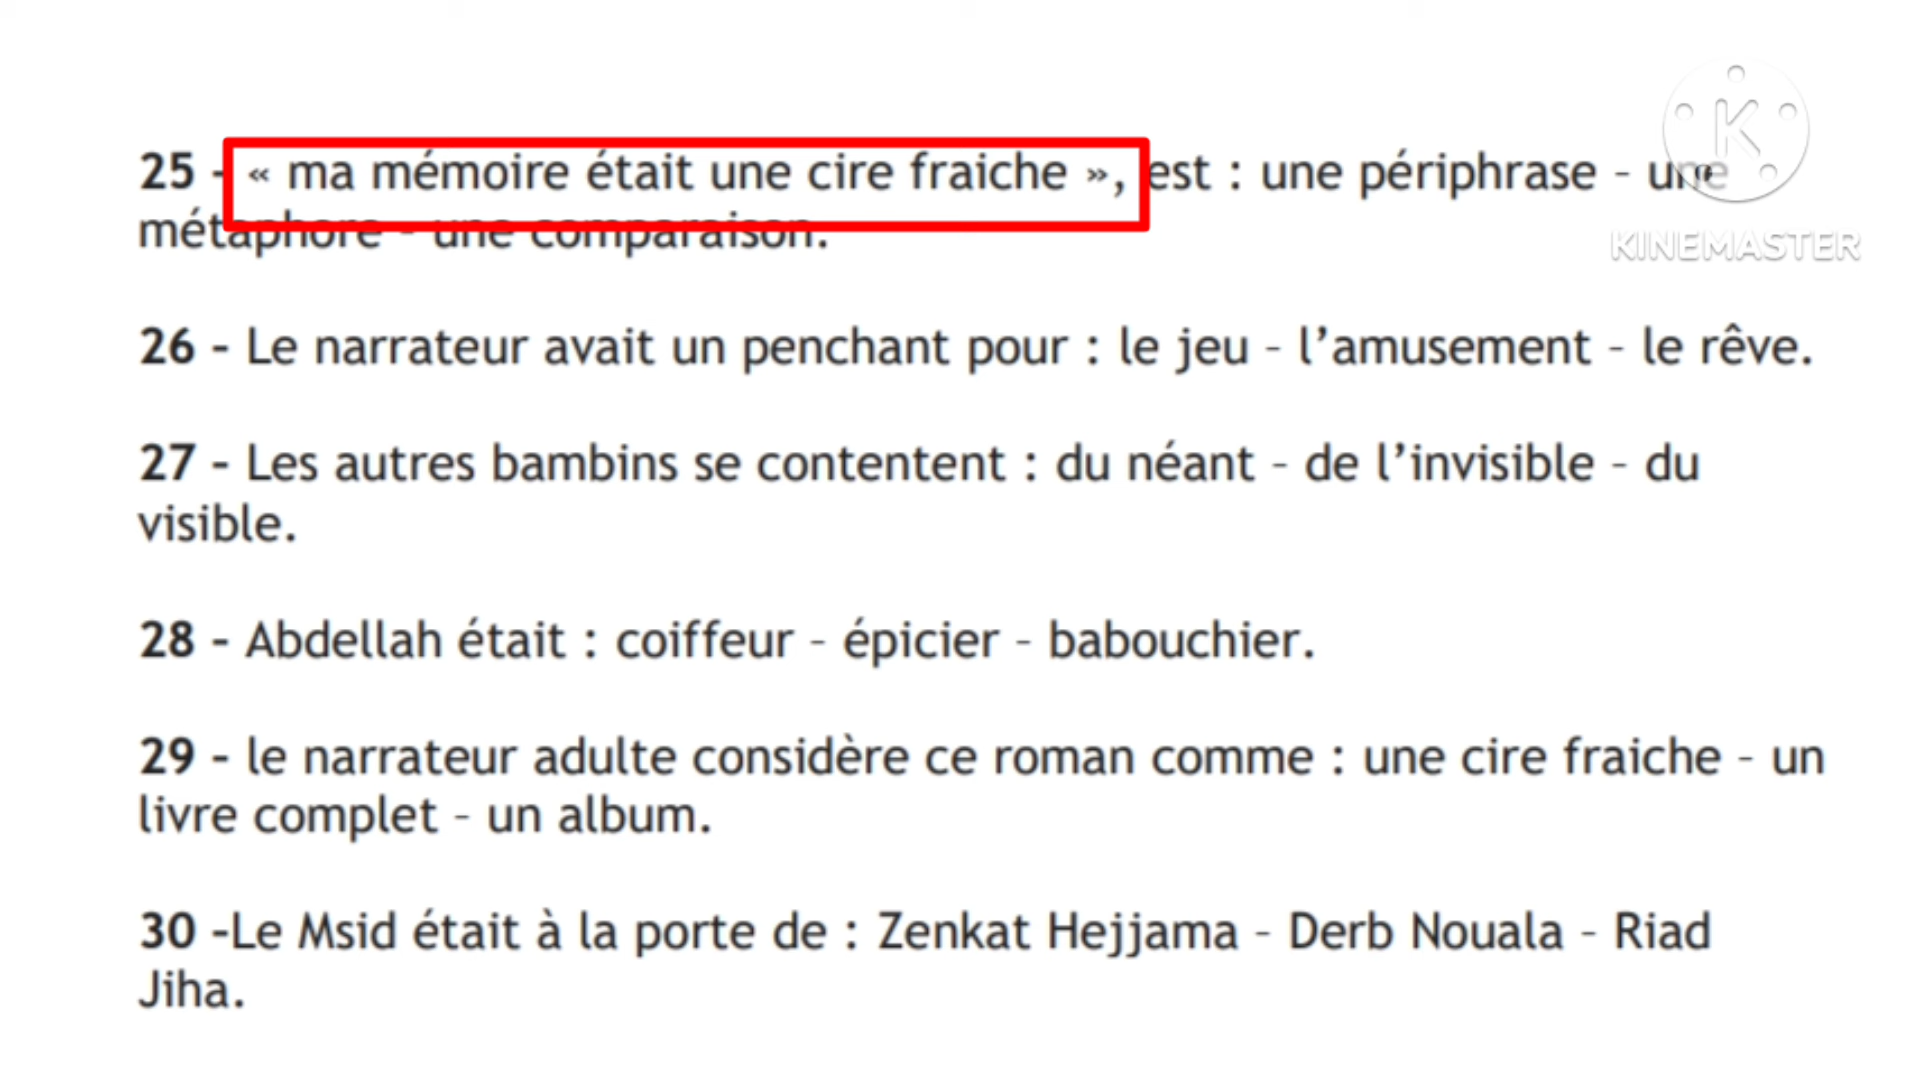 25 - « ma mémoire était une cire fraiche », est : une périphrase – une
métaphore – une comparaison.
26 - Le narrateur avait un penchant pour : le jeu – l’amusement – le rêve.
27 - Les autres bambins se contentent : du néant – de l’invisible – du
visible.
28 - Abdellah était : coiffeur – épicier – babouchier.
29 - le narrateur adulte considère ce roman comme : une cire fraiche – un
livre complet – un album.
30 -Le Msid était à la porte de : Zenkat Hejjama – Derb Nouala – Riad
Jiha.
K
KINEMASTER